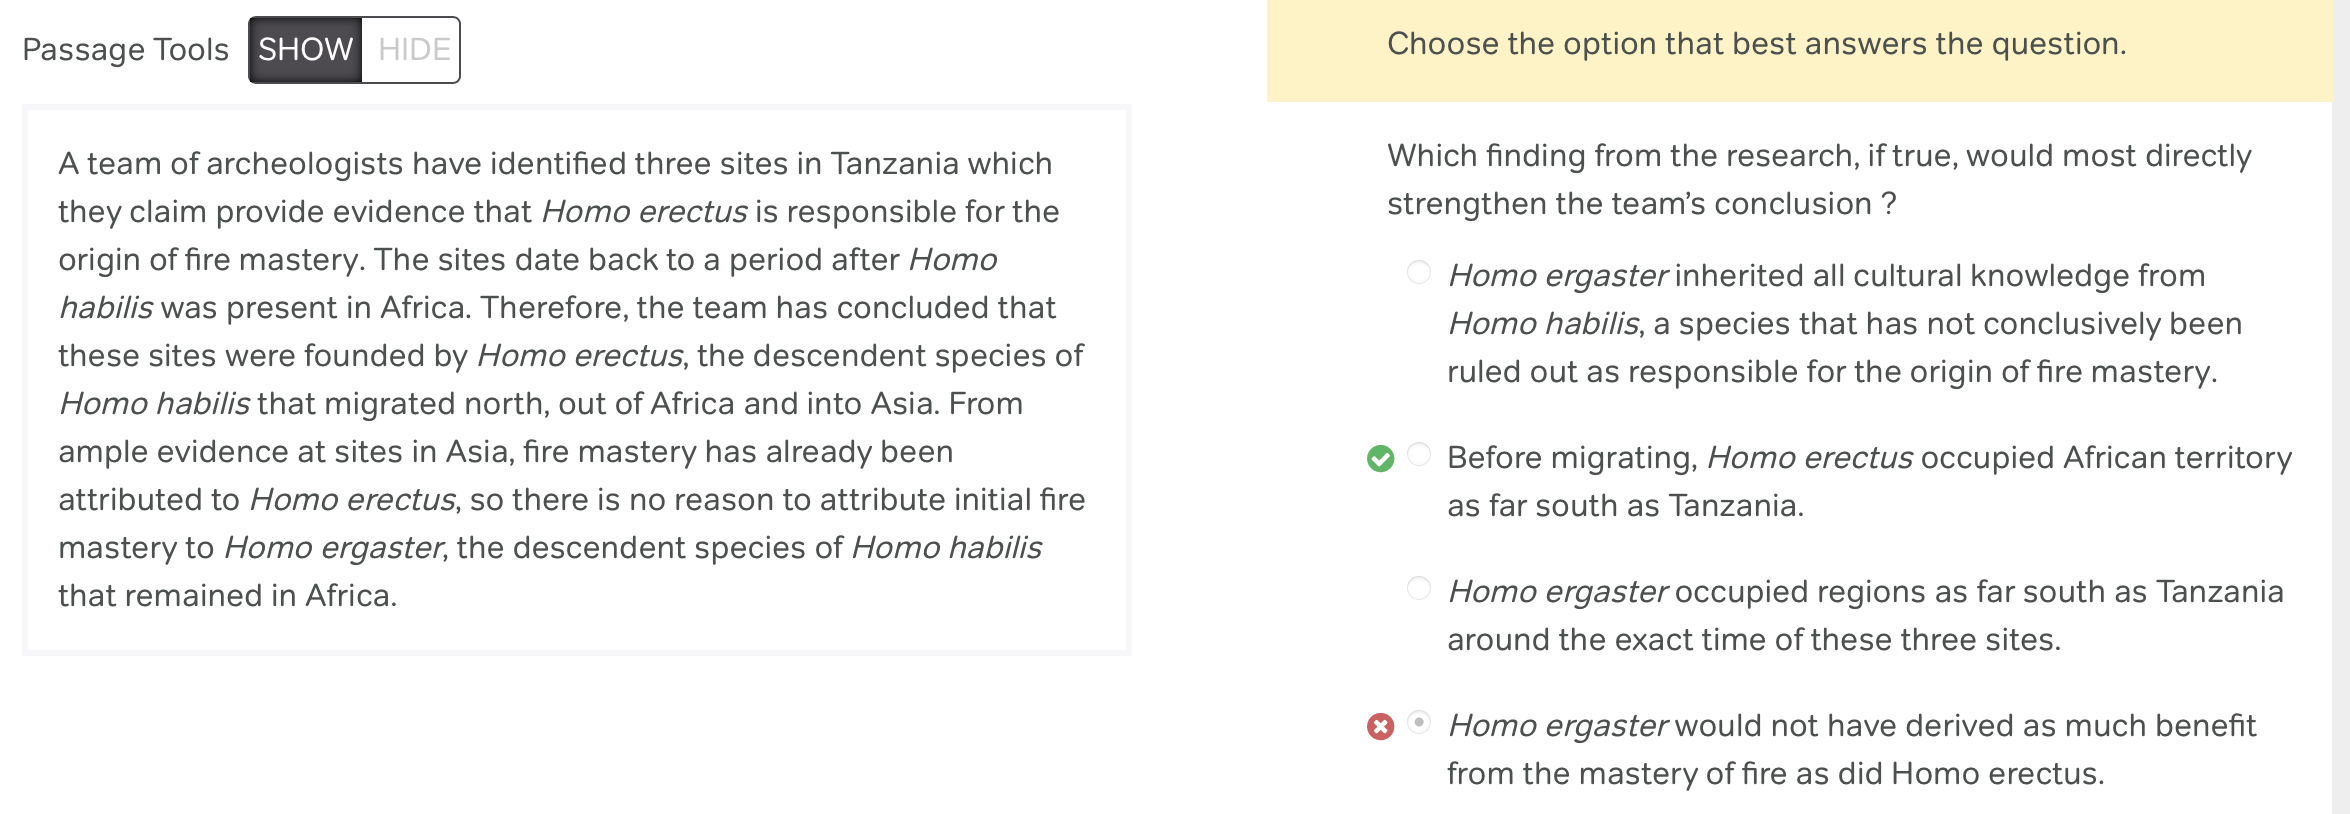 Passage Tools SHOW HIDE
A team of archeologists have identified three sites in Tanzania which
they claim provide evidence that Homo erectus is responsible for the
origin of fire mastery. The sites date back to a period after Homo
habilis was present in Africa. Therefore, the team has concluded that
these sites were founded by Homo erectus, the descendent species of
Homo habilis that migrated north, out of Africa and into Asia. From
ample evidence at sites in Asia, fire mastery has already been
attributed to Homo erectus, so there is no reason to attribute initial fire
mastery to Homo ergaster, the descendent species of Homo habilis
that remained in Africa.
Choose the option that best answers the question.
Which finding from the research, if true, would most directly
strengthen the team’s conclusion ?
Homo ergaster inherited all cultural knowledge from
Homo habilis, a species that has not conclusively been
ruled out as responsible for the origin of fire mastery.
Before migrating, Homo erectus occupied African territory
as far south as Tanzania.
Homo ergaster occupied regions as far south as Tanzania
around the exact time of these three sites.
Homo ergaster would not have derived as much benefit
from the mastery of fire as did Homo erectus.